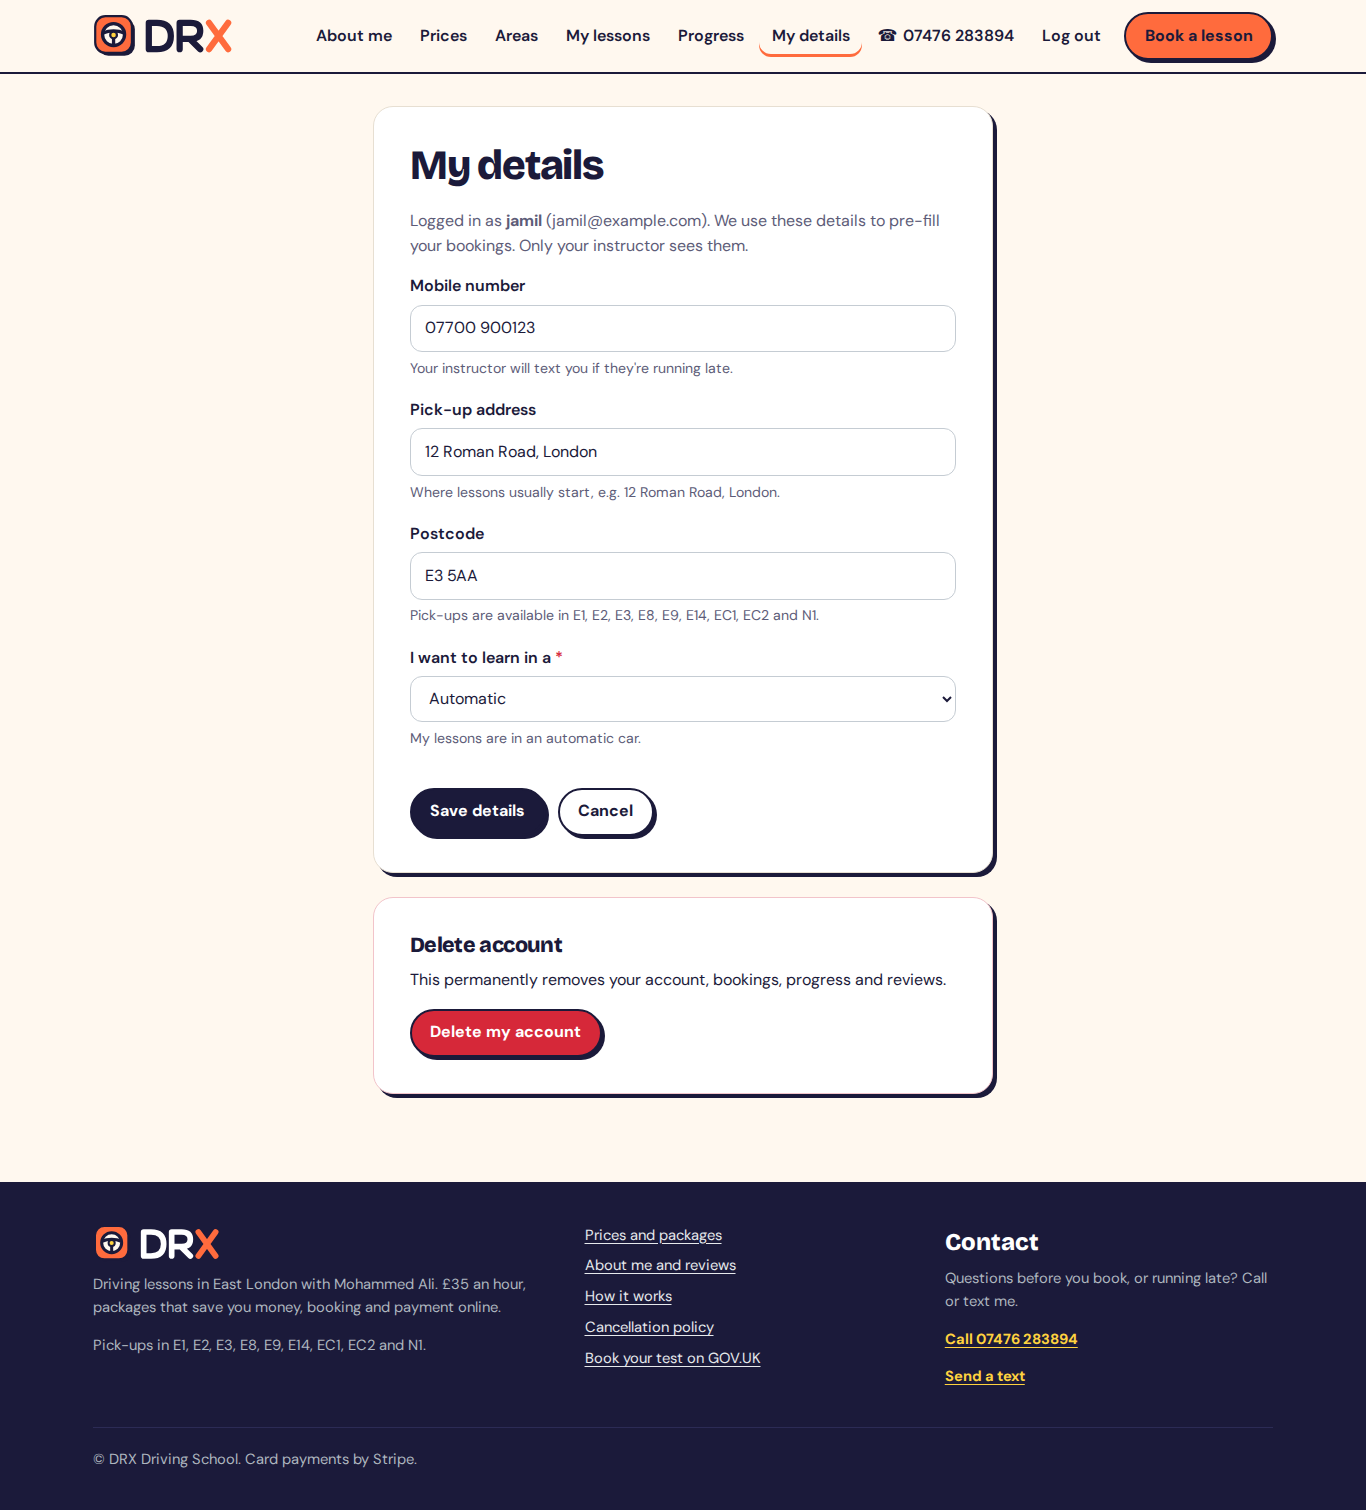 DRX
About me
Prices
Areas
My lessons
Progress
My details
☎ 07476 283894
Log out
Book a lesson
My details
Logged in as jamil (jamil@example.com). We use these details to pre-fill
your bookings. Only your instructor sees them.
Mobile number
07700 900123
Your instructor will text you if they're running late.
Pick-up address
12 Roman Road, London
Where lessons usually start, e.g. 12 Roman Road, London.
Postcode
E3 5AA
Pick-ups are available in E1, E2, E3, E8, E9, E14, EC1, EC2 and N1.
I want to learn in a *
Automatic
My lessons are in an automatic car.
Save details
Cancel
Delete account
This permanently removes your account, bookings, progress and reviews.
Delete my account
DRX
Driving lessons in East London with Mohammed Ali. £35 an hour,
packages that save you money, booking and payment online.
Pick-ups in E1, E2, E3, E8, E9, E14, EC1, EC2 and N1.
Prices and packages
About me and reviews
How it works
Cancellation policy
Book your test on GOV.UK
Contact
Questions before you book, or running late? Call
or text me.
Call 07476 283894
Send a text
© DRX Driving School. Card payments by Stripe.